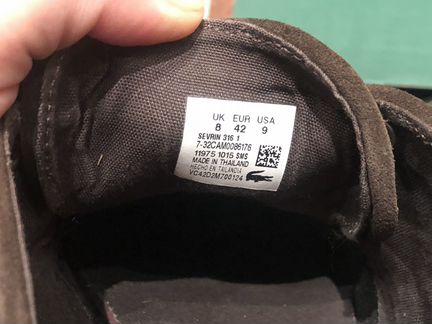 UK EUR USA
8 42 9
SEVRIN 316 1
7-32CAM0086176
11975 1015 SMS
MADE IN THAILAND
HECHO EN TAILANDIA
VC42D2M700124